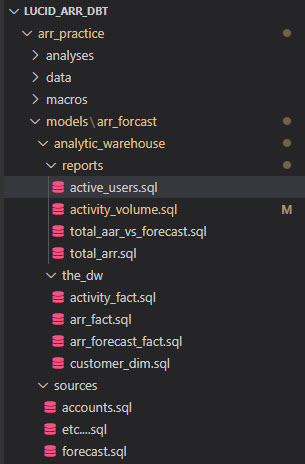 LUCID_ARR_DBT
arr_practice
analyses
data
macros
models\arr_forcast
analytic_warehouse
reports
active_users.sql
activity_volume.sql M
total_aar_vs_forecast.sql
total_arr.sql
the_dw
activity_fact.sql
arr_fact.sql
arr_forecast_fact.sql
customer_dim.sql
sources
accounts.sql
etc....sql
forecast.sql